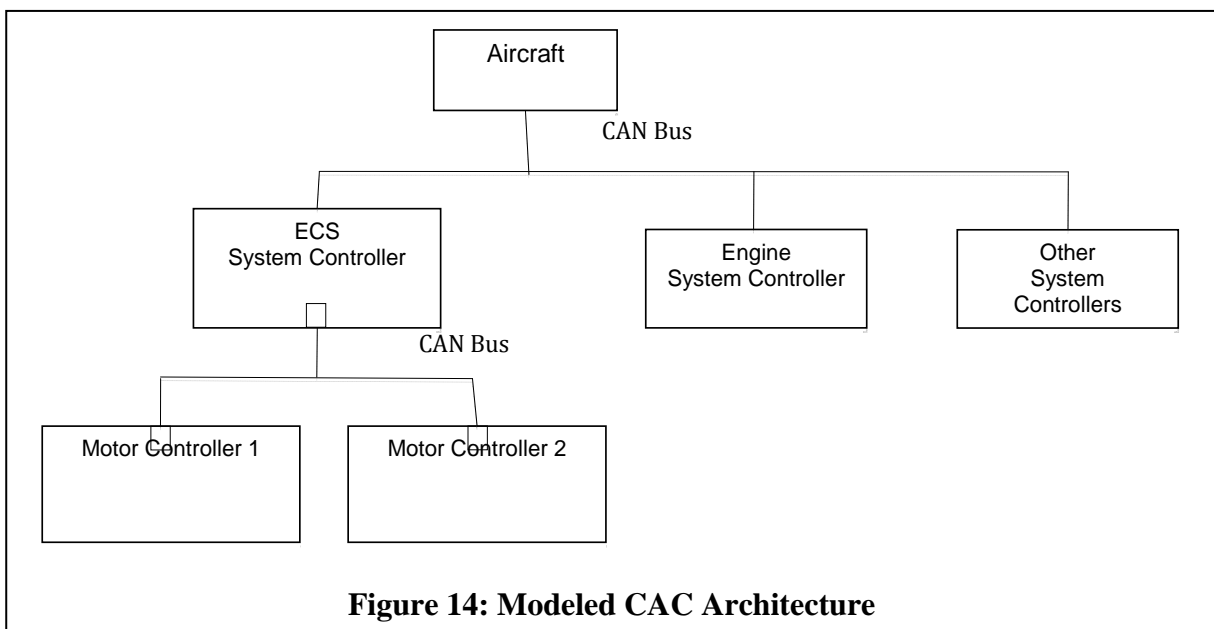 Aircraft
CAN Bus
ECS
System Controller
Engine
System Controller
Other
System
Controllers
CAN Bus
Motor Controller 1
Motor Controller 2
Figure 14: Modeled CAC Architecture